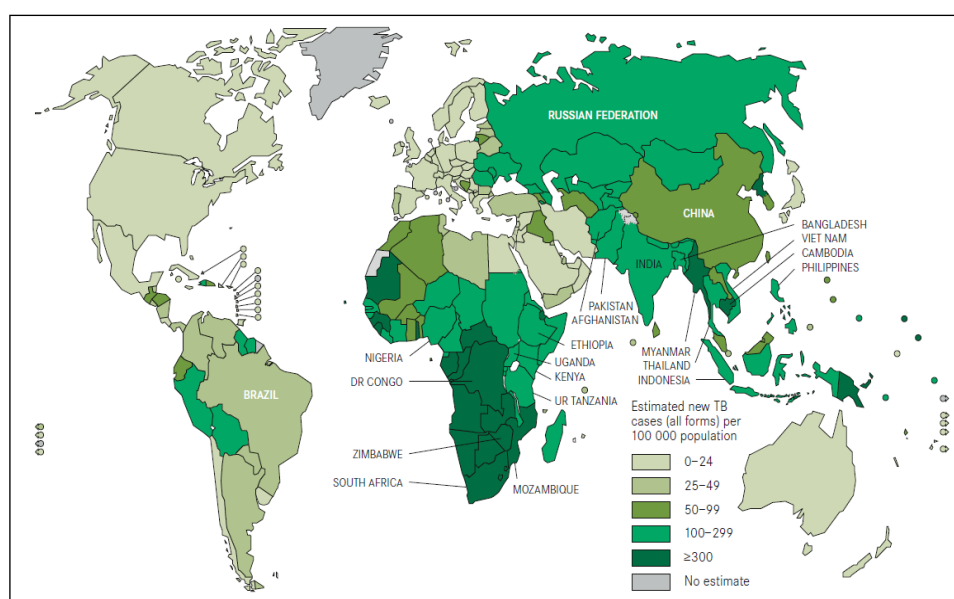 RUSSIAN FEDERATION
CHINA
BANGLADESH
VIET NAM
CAMBODIA
PHILIPPINES
INDIA
PAKISTAN
AFGHANISTAN
ETHIOPIA
NIGERIA
UGANDA
KENYA
MYANMAR
THAILAND
INDONESIA
DR CONGO
UR TANZANIA
BRAZIL
ZIMBABWE
SOUTH AFRICA
MOZAMBIQUE
Estimated new TB
cases (all forms) per
100 000 population
0–24
25–49
50–99
100–299
≥300
No estimate